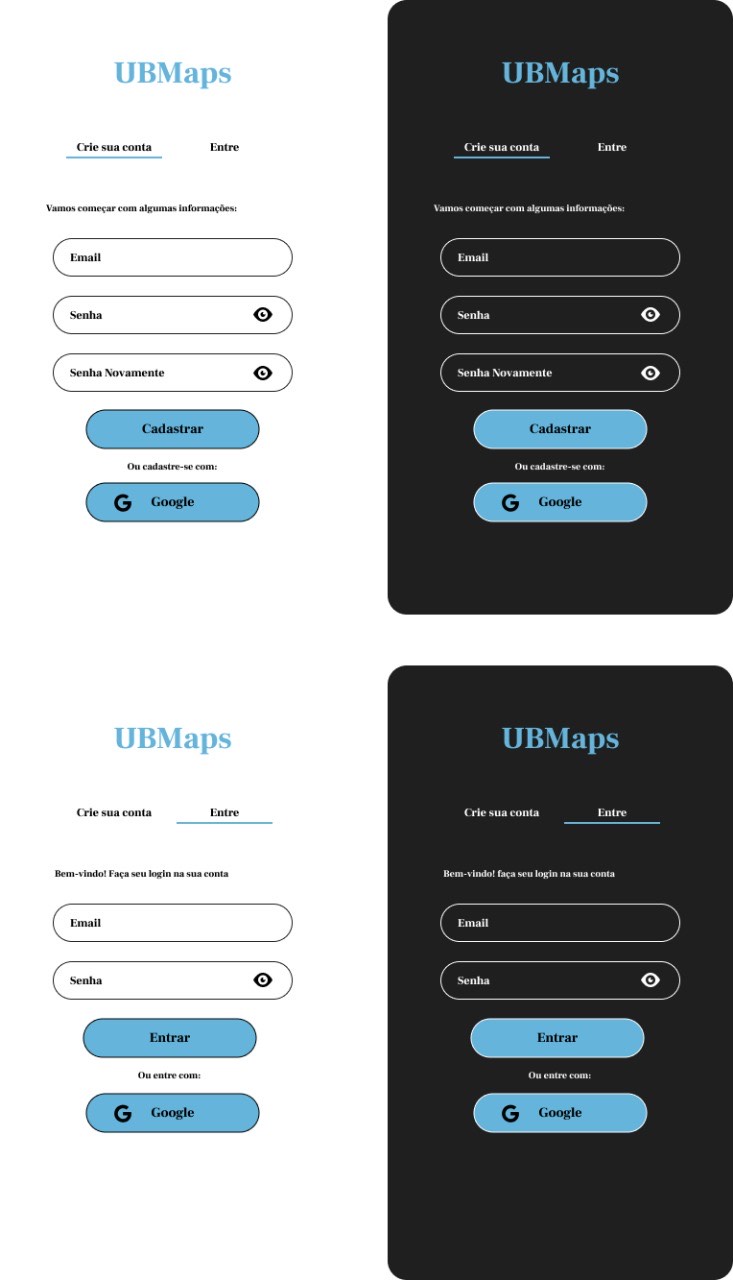 UBMaps
Crie sua conta Entre
Vamos começar com algumas informações:
Email
Senha
Senha Novamente
Cadastrar
Ou cadastre-se com:
Google
UBMaps
Crie sua conta Entre
Vamos começar com algumas informações:
Email
Senha
Senha Novamente
Cadastrar
Ou cadastre-se com:
Google
UBMaps
Crie sua conta Entre
Bem-vindo! Faça seu login na sua conta
Email
Senha
Entrar
Ou entre com:
Google
UBMaps
Crie sua conta Entre
Bem-vindo! faça seu login na sua conta
Email
Senha
Entrar
Ou entre com:
Google